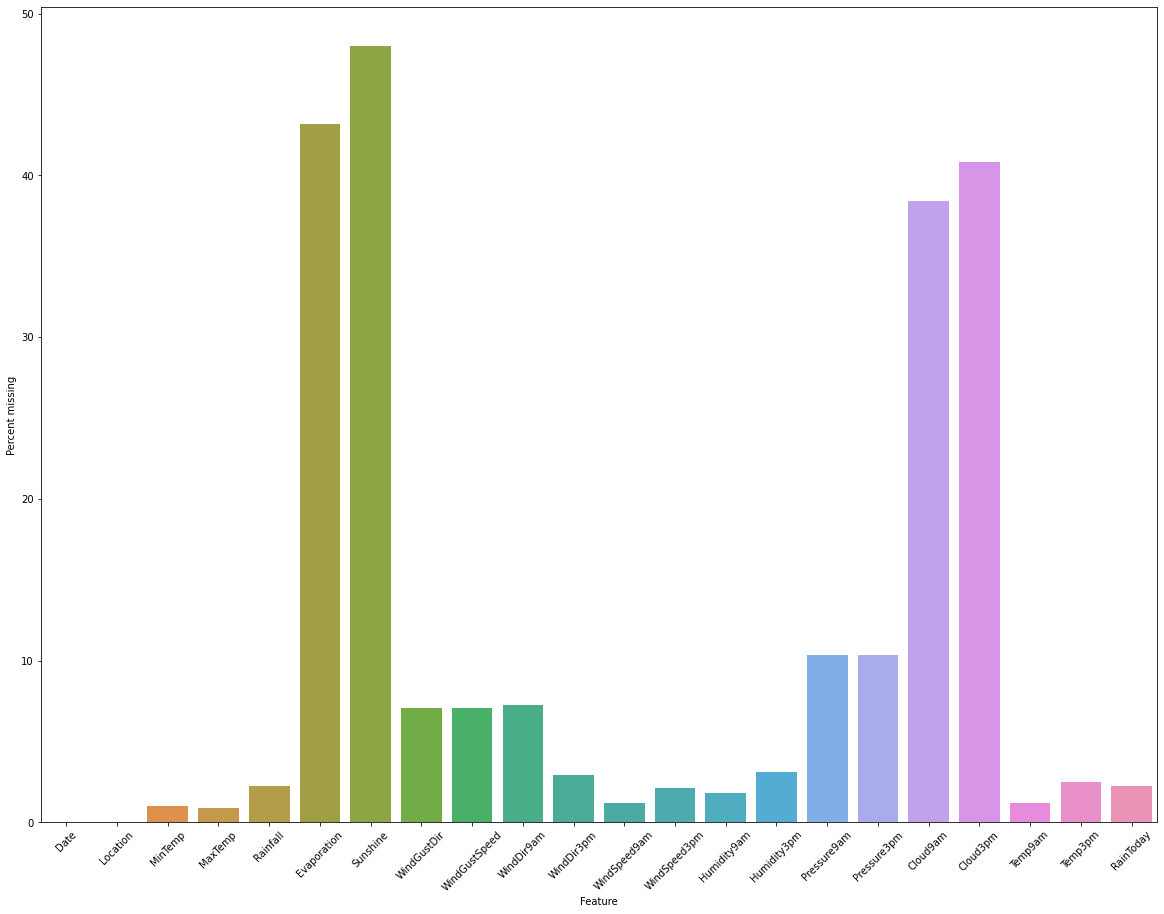 50
40
30
20
10
0
Percent missing
Date
Location
MinTemp
MaxTemp
Rainfall
Evaporation
Sunshine
WindGustDir
WindGustSpeed
WindDir9am
WindDir3pm
WindSpeed9am
WindSpeed3pm
Humidity9am
Humidity3pm
Pressure9am
Pressure3pm
Cloud9am
Cloud3pm
Temp9am
Temp3pm
RainToday
Feature